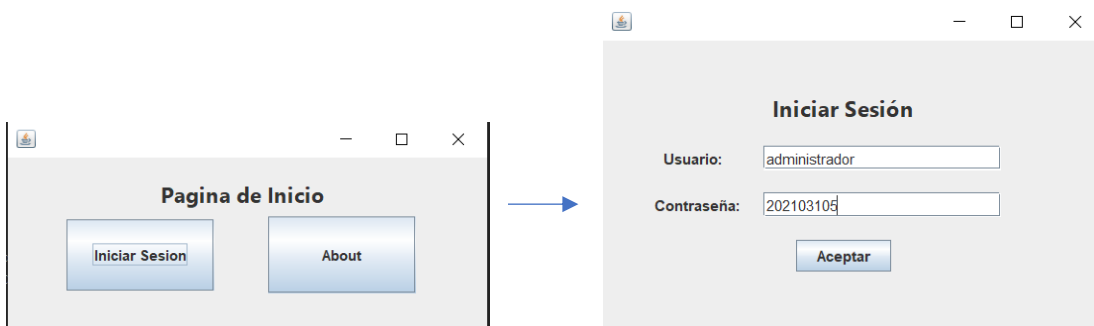 Pagina de Inicio
Iniciar Sesion
About
Iniciar Sesión
Usuario: administrador
Contraseña: 202103105
Aceptar